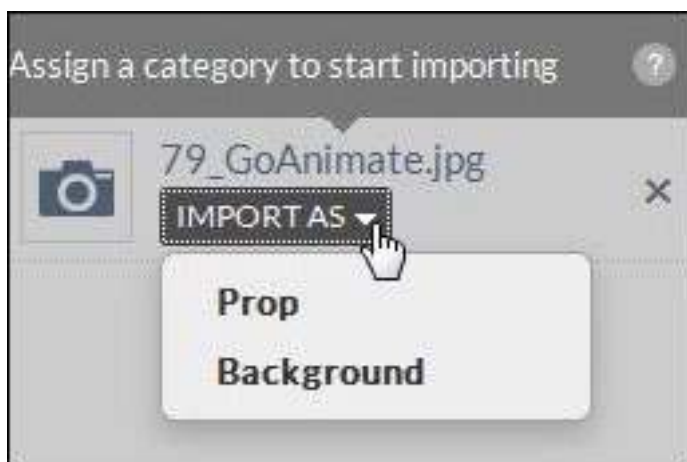 Assign a category to start importing ?
79_GoAnimate.jpg
IMPORT AS
Prop
Background